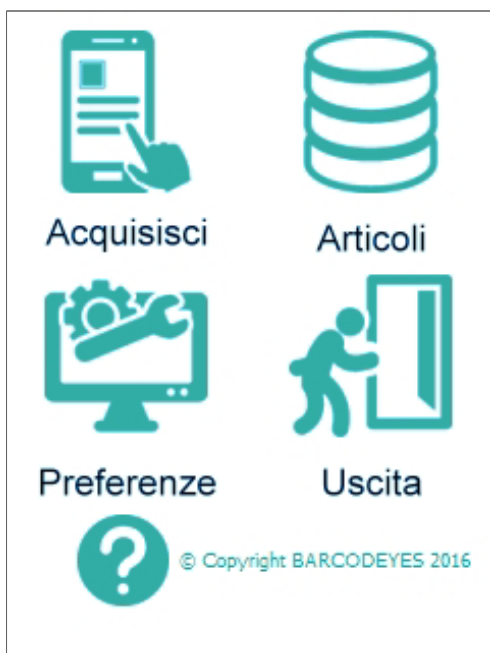 Acquisisci
Articoli
Preferenze
Uscita
?
© Copyright BARCODEYES 2016